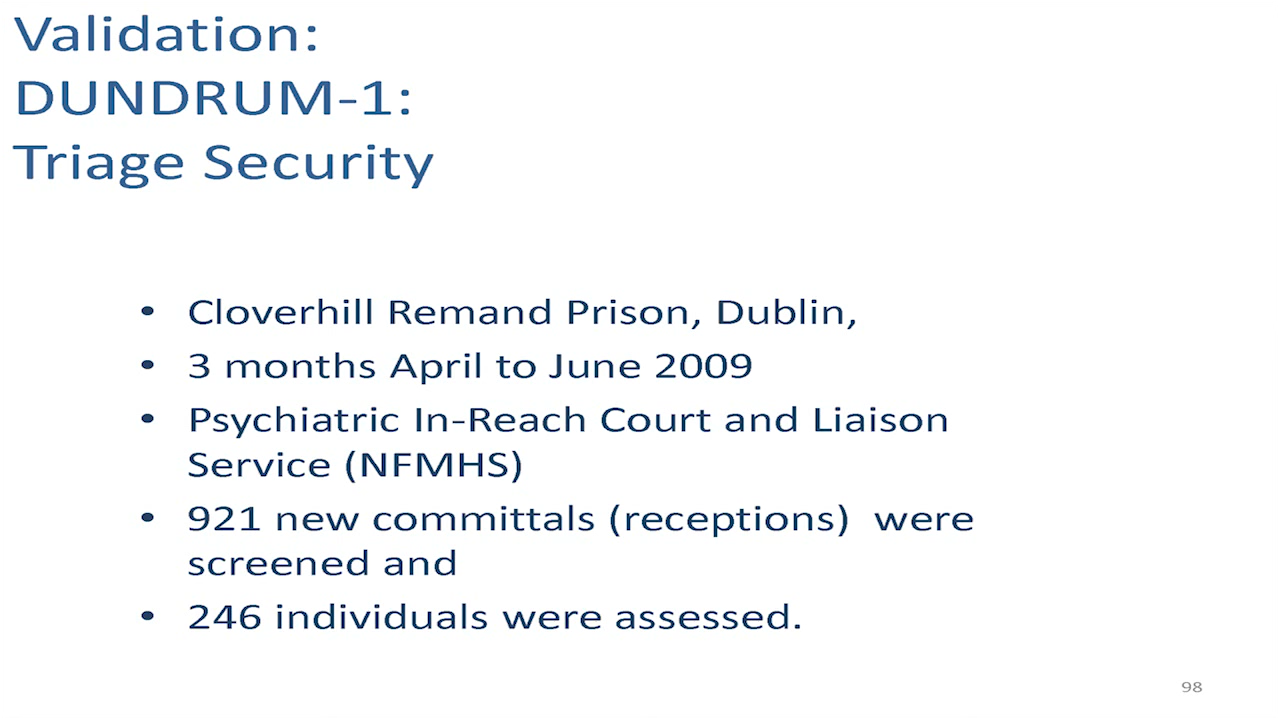 Validation:
DUNDRUM-1:
Triage Security
• Cloverhill Remand Prison, Dublin,
• 3 months April to June 2009
• Psychiatric In-Reach Court and Liaison
Service (NFMHS)
• 921 new committals (receptions)  were
screened and
• 246 individuals were assessed.
98